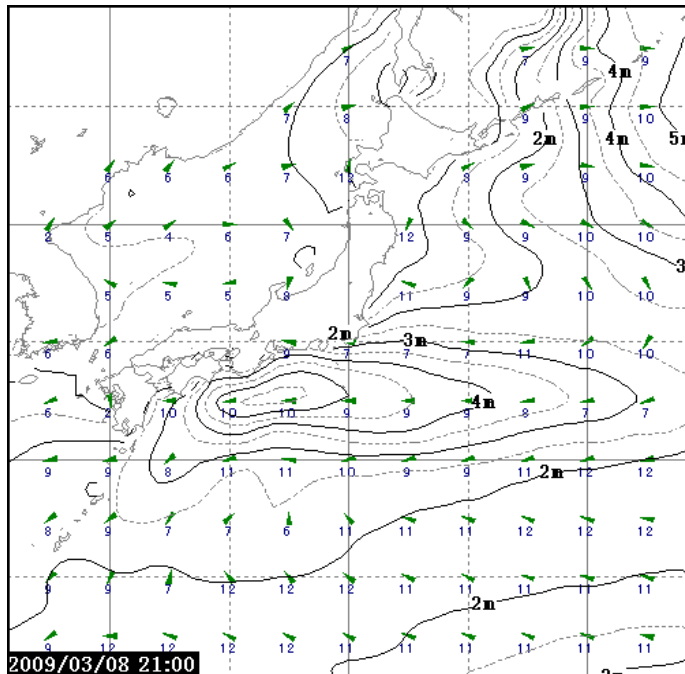 7 9 9
7
4m
7 8 9 9 10
2m 4m 5m
6 6 7 12 8 9 9 10
2 5 4 6 7 12 9 9 10 10
3
5 5 5 8 11 9 9 10 10
2m 3m
6 6 9 7 7 7 7 10 10
6 2 10 10 9 9 9 8 7 7
4m
9 9 8 11 11 10 9 9 11 12 12
2m
8 9 7 7 6 11 11 11 12 12 12
9 9 12 12 12 11 11 11 11 11
2m
9 12 12 12 12 12 11 11 11 11 11
2009/03/08 21:00